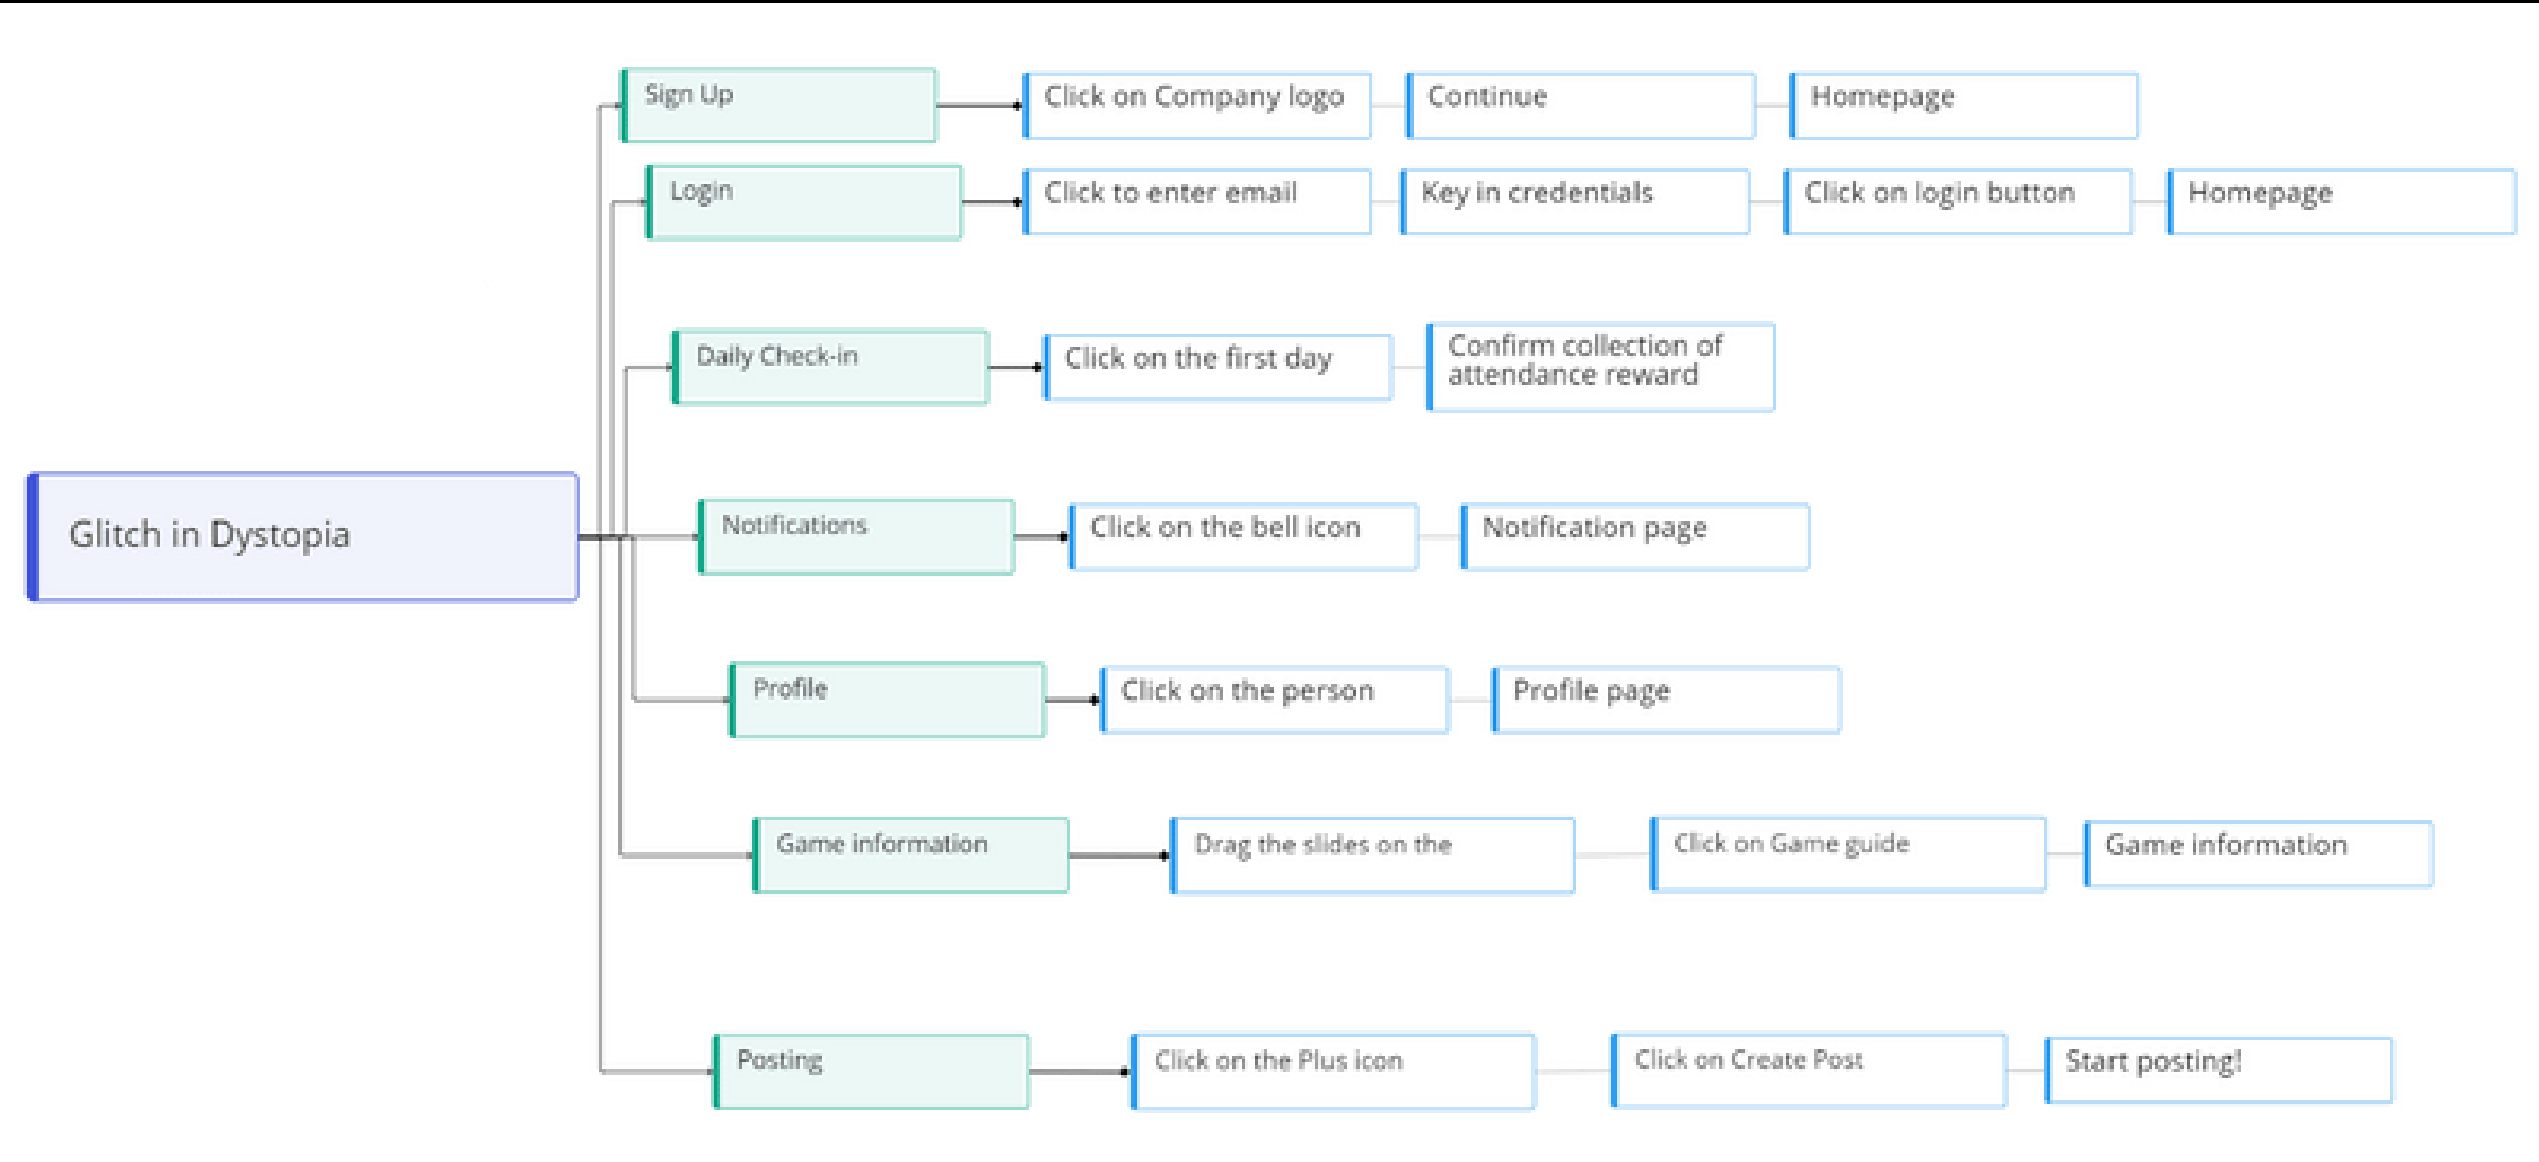 Sign Up
Click on Company logo
Continue
Homepage
Login
Click to enter email
Key in credentials
Click on login button
Homepage
Daily Check-in
Click on the first day
Confirm collection of
attendance reward
Glitch in Dystopia
Notifications
Click on the bell icon
Notification page
Profile
Click on the person
Profile page
Game information
Drag the slides on the
Click on Game guide
Game information
Posting
Click on the Plus icon
Click on Create Post
Start posting!